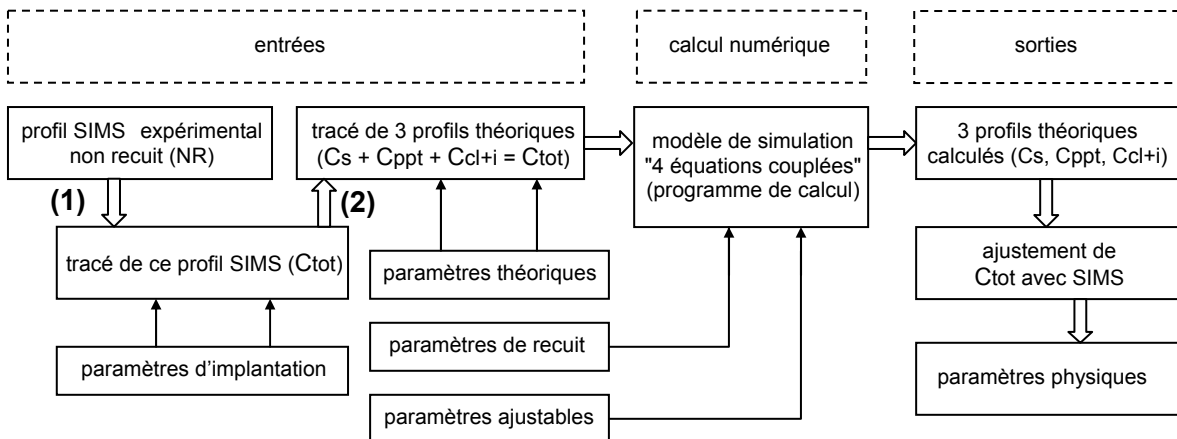 entrées
calcul numérique
sorties
profil SIMS expérimental
non recuit (NR)
tracé de 3 profils théoriques
(Cs + Cppt + Ccl+i = Ctot)
modèle de simulation
"4 équations couplées"
(programme de calcul)
3 profils théoriques
calculés (Cs, Cppt, Ccl+i)
(1)
(2)
tracé de ce profil SIMS (Ctot)
paramètres théoriques
ajustement de
Ctot avec SIMS
paramètres d’implantation
paramètres de recuit
paramètres physiques
paramètres ajustables